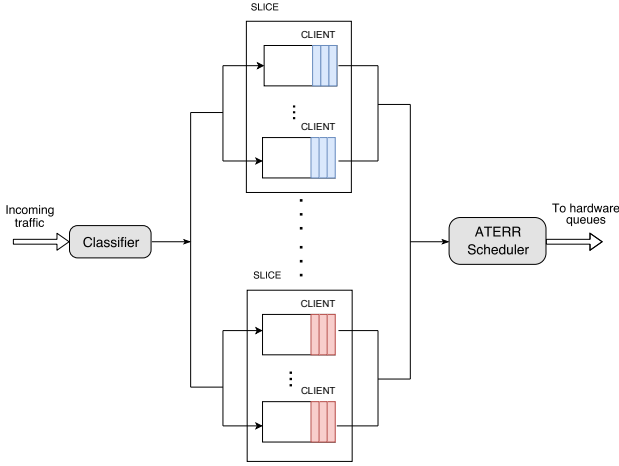 SLICE
CLIENT
CLIENT
Incoming
traffic
Classifier
ATERR
Scheduler
To hardware
queues
SLICE
CLIENT
CLIENT